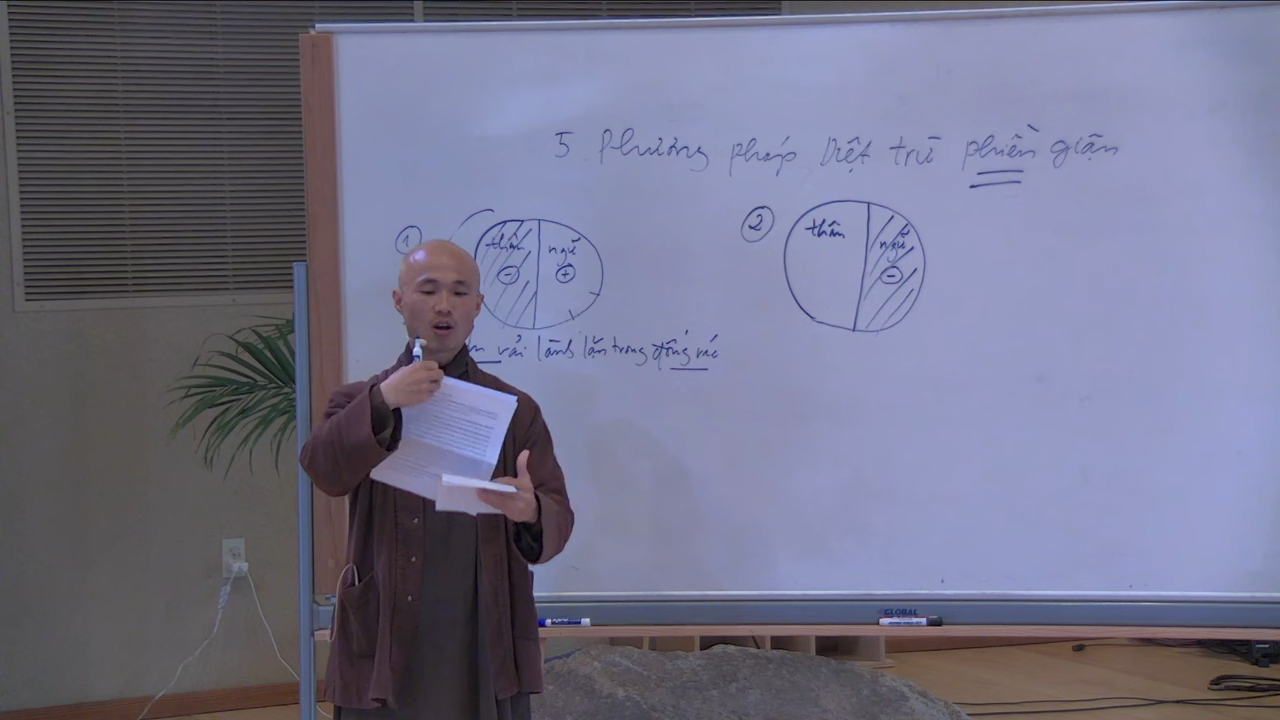 5 Phương pháp Diệt trừ phiền giận
1
thân
ngữ
-
+
2
thân
ngữ
-
vải lành lặn trong đống rác
GLOBAL